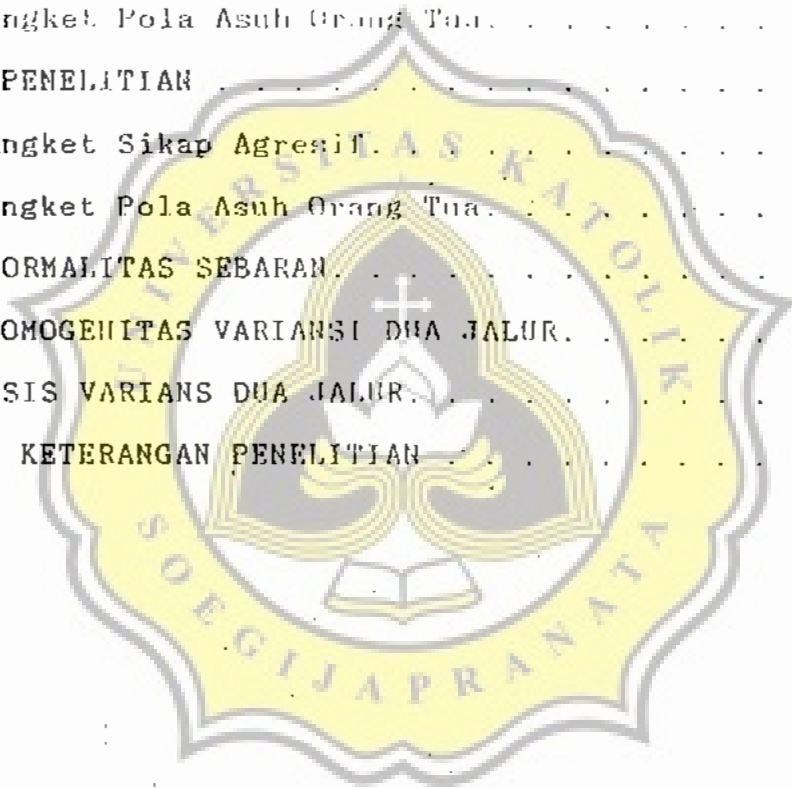 ngket Pola Asuh Orang Tua. . . . . . . .
PENELITIAN . . . . . . . . . . . . . . .
ngket Sikap Agresif. . . . . . . . . . .
ngket Pola Asuh Orang Tua. . . . . . . .
ORMALITAS SEBARAN. . . . . . . . . . . .
OMOGENITAS VARIANSI DUA JALUR. . . . . .
SIS VARIANS DUA JALUR. . . . . . . . . .
KETERANGAN PENELITIAN . . . . . . . . .
UNIVERSITAS KATOLIK
SOEGIJAPRANATA